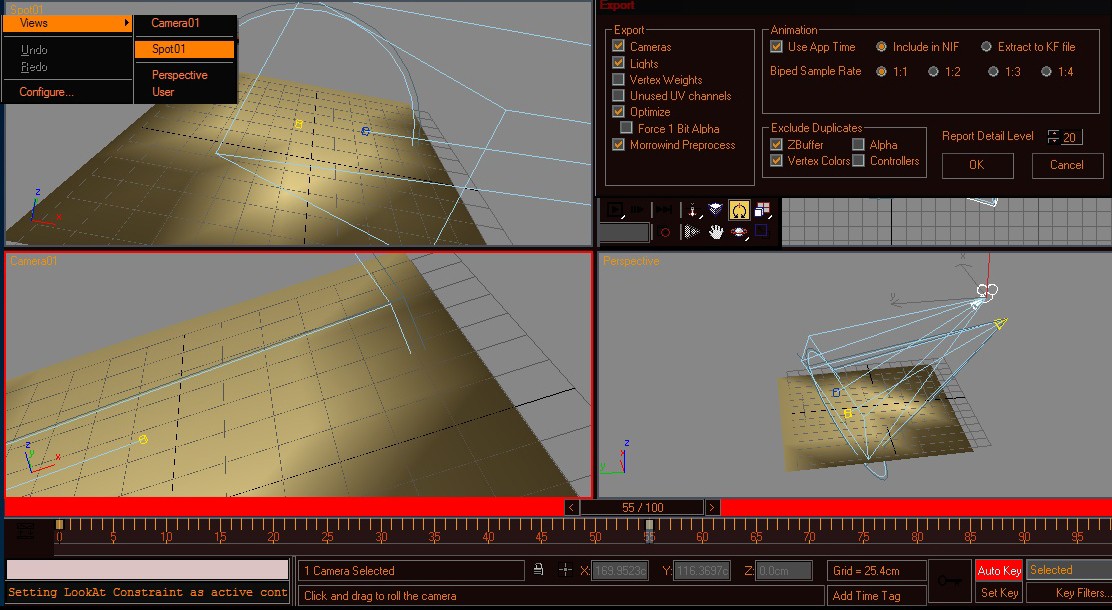 Spot01
Views
Camera01
Undo
Spot01
Redo
Perspective
Configure...
User
Export
Export
Cameras
Lights
Vertex Weights
Unused UV channels
Optimize
Force 1 Bit Alpha
Morrowind Preprocess
Animation
Use App Time
Include in NIF
Extract to KF file
Biped Sample Rate
1:1
1:2
1:3
1:4
Exclude Duplicates
ZBuffer
Alpha
Vertex Colors
Controllers
Report Detail Level
20
OK
Cancel
z
x
Camera01
z
y
x
Perspective
x
y
z
x
y
< 55 / 100 >
0 5 10 15 20 25 30 35 40 45 50 55 60 65 70 75 80 85 90 95
1 Camera Selected
X: 169.9523c
Y: 116.3697c
Z: 0.0cm
Grid = 25.4cm
Auto Key
Selected
Setting LookAt Constraint as active cont
Click and drag to roll the camera
Add Time Tag
Set Key
Key Filters...